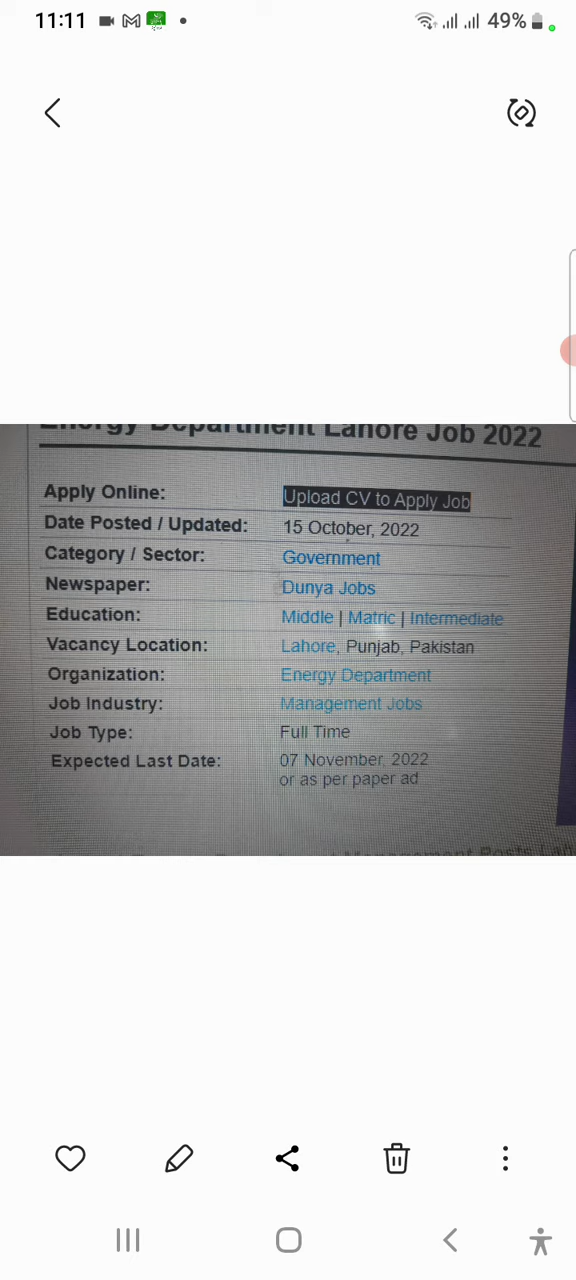 11:11
49%
Energy Department Lahore Job 2022
Apply Online: Upload CV to Apply Job
Date Posted / Updated: 15 October, 2022
Category / Sector: Government
Newspaper: Dunya Jobs
Education: Middle | Matric | Intermediate
Vacancy Location: Lahore, Punjab, Pakistan
Organization: Energy Department
Job Industry: Management Jobs
Job Type: Full Time
Expected Last Date: 07 November, 2022
or as per paper ad
Management Posts